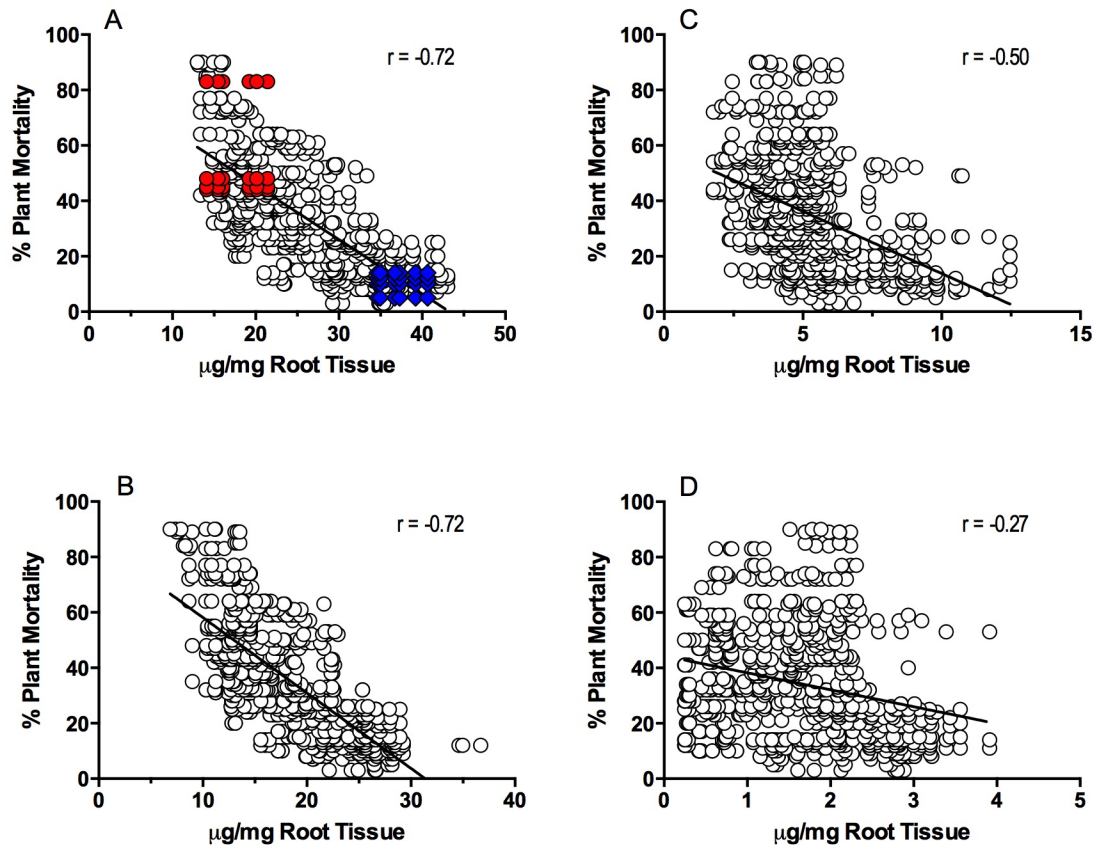 A
r = -0.72
% Plant Mortality
100
80
60
40
20
0
0 10 20 30 40 50
μg/mg Root Tissue
C
r = -0.50
% Plant Mortality
100
80
60
40
20
0
0 5 10 15
μg/mg Root Tissue
B
r = -0.72
% Plant Mortality
100
80
60
40
20
0
0 10 20 30 40
μg/mg Root Tissue
D
r = -0.27
% Plant Mortality
100
80
60
40
20
0
0 1 2 3 4 5
μg/mg Root Tissue